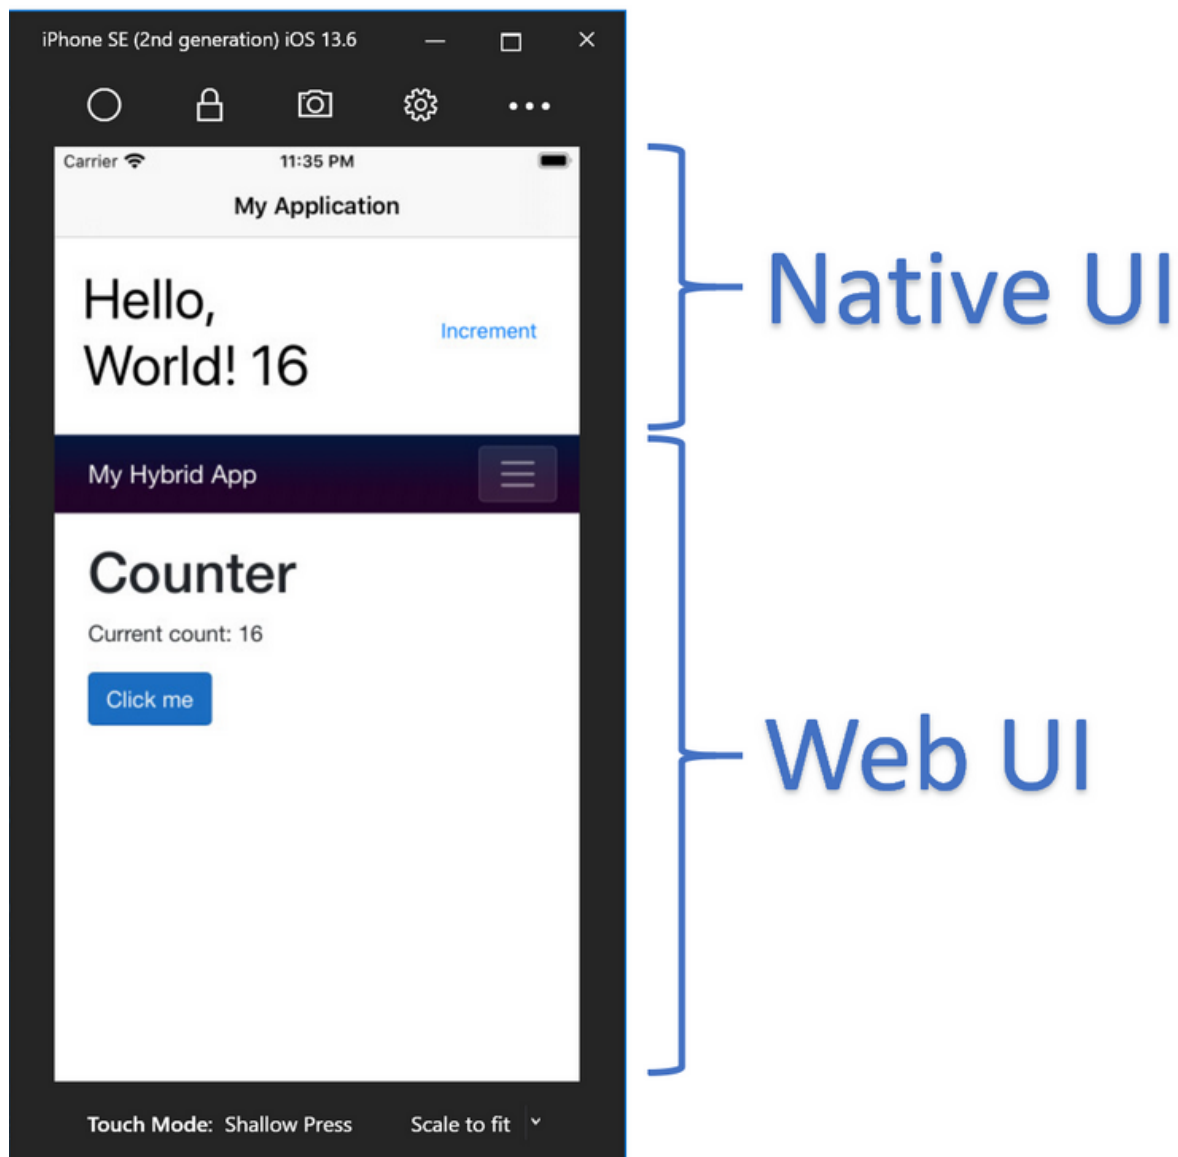 iPhone SE (2nd generation) iOS 13.6
Carrier 11:35 PM
My Application
Hello,
World! 16
Increment
Native UI
My Hybrid App
Counter
Current count: 16
Click me
Web UI
Touch Mode: Shallow Press Scale to fit